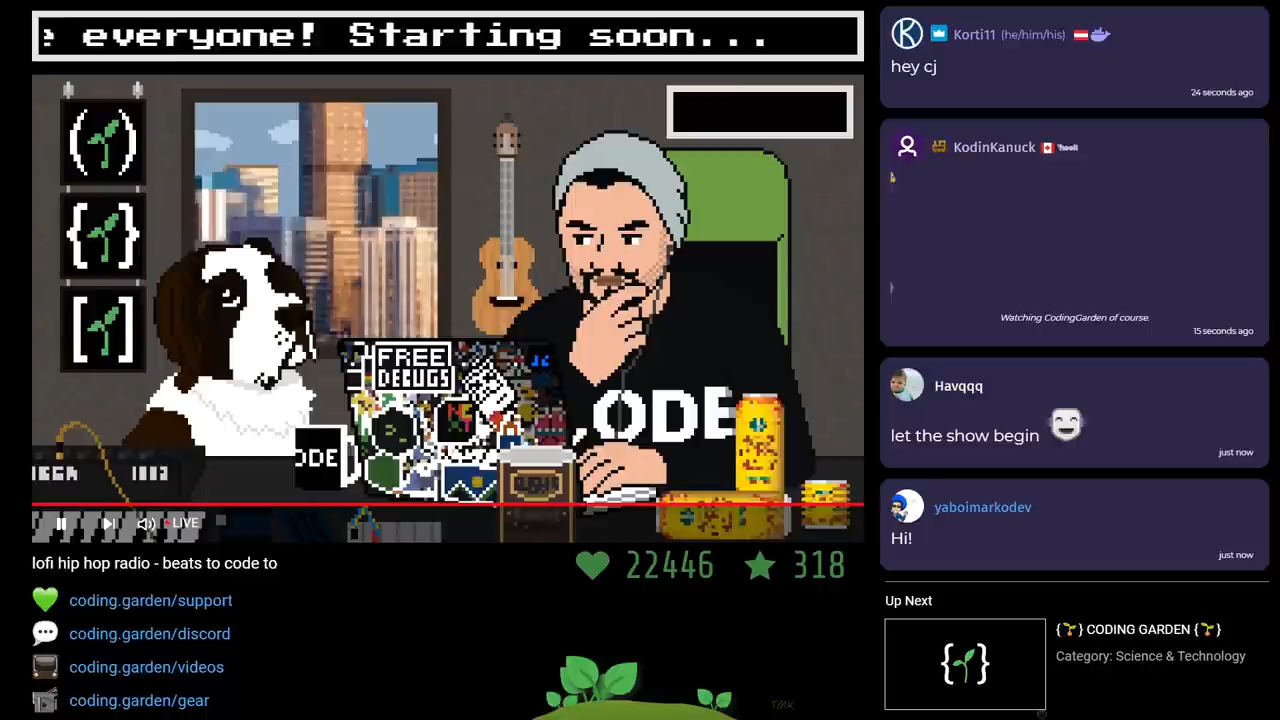 everyone! Starting soon...
FREE
DEBUGS
CODE
ODE
LIVE
lofi hip hop radio - beats to code to
22446
318
coding.garden/support
coding.garden/discord
coding.garden/videos
coding.garden/gear
TMK
Korti11 (he/him/his)
hey cj
24 seconds ago
KodinKanuck
Watching CodingGarden of course.
15 seconds ago
Havqqq
let the show begin
just now
yaboimarkodev
Hi!
just now
Up Next
{🌱} CODING GARDEN {🌱}
Category: Science & Technology